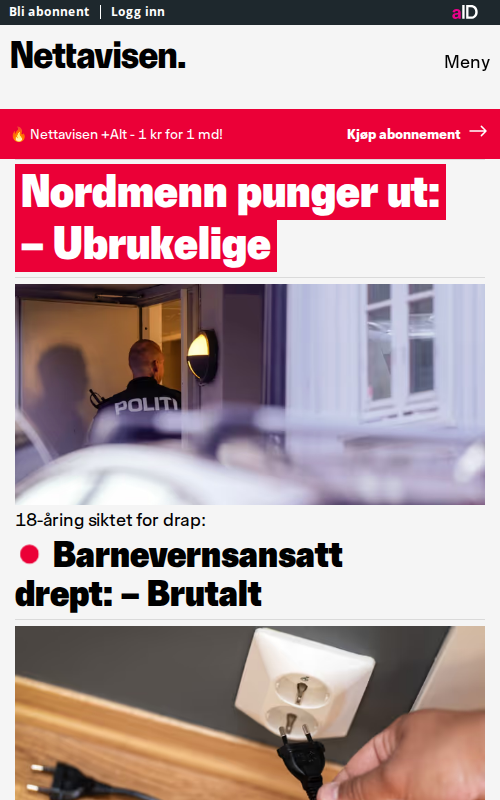 Bli abonnent | Logg inn
aID
Nettavisen.
Meny
🔥 Nettavisen +Alt - 1 kr for 1 md!
Kjøp abonnement →
Nordmenn punger ut:
– Ubrukelige
POLITI
18-åring siktet for drap:
Barnevernsansatt
drept: – Brutalt